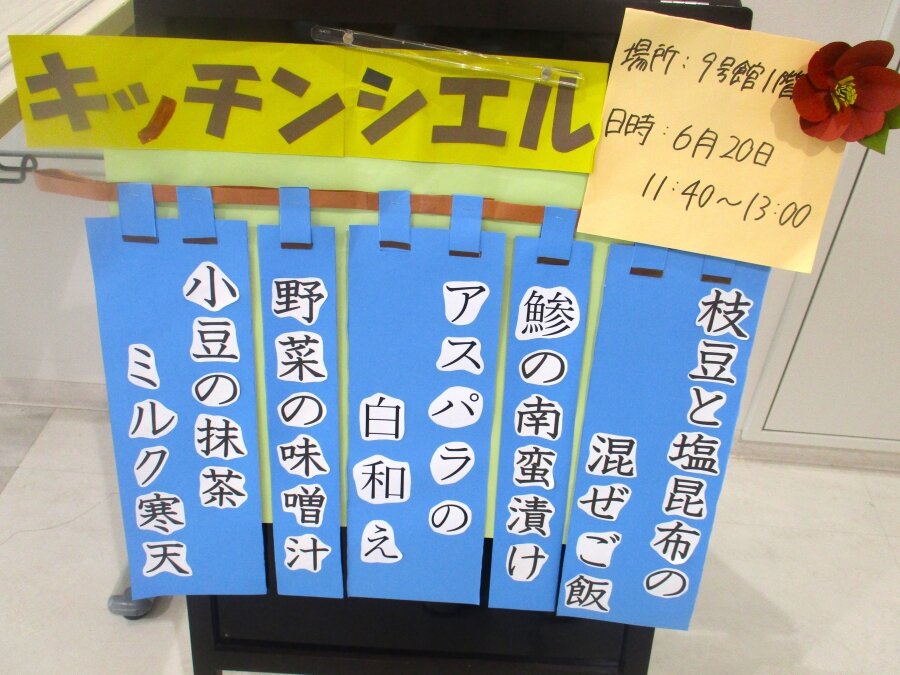 キッチンシエル
場所:9号館1階
日時:6月20日
11:40〜13:00
枝豆と塩昆布の
混ぜご飯
鯵の南蛮漬け
アスパラの
白和え
野菜の味噌汁
小豆の抹茶
ミルク寒天